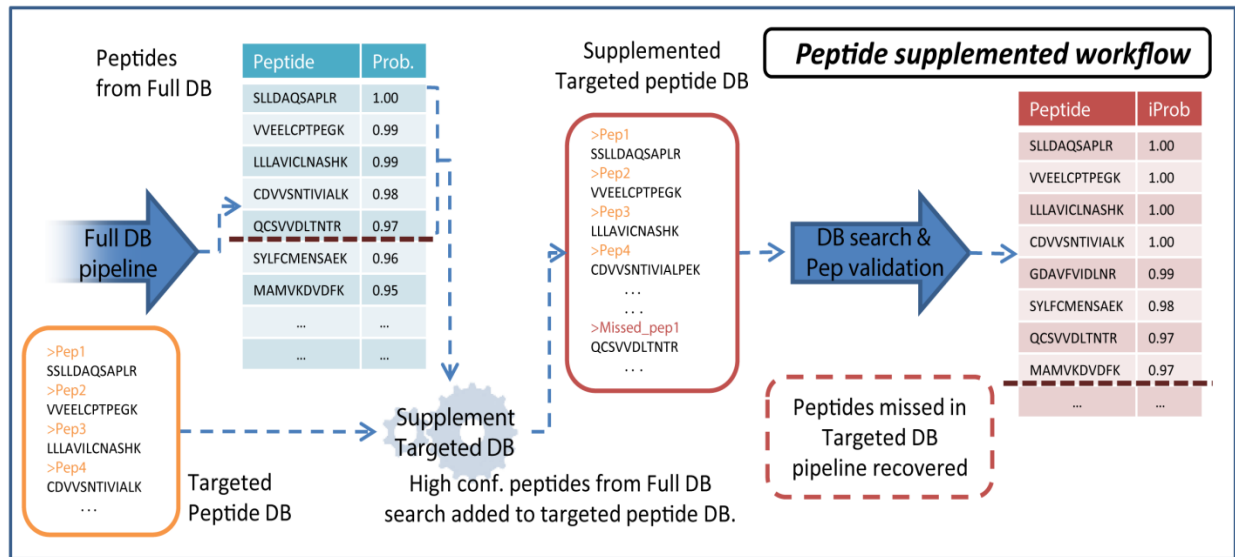 Peptide supplemented workflow
Peptides
from Full DB
Peptide Prob.
SLLDAQSAPLR 1.00
VVEELCPTPEGK 0.99
LLLAVICLNASHK 0.99
CDVVSNTIVIALK 0.98
QCSVVDLTNTR 0.97
SYLFCMENSAEK 0.96
MAMVKDVDFK 0.95
... ...
... ...
Full DB
pipeline
>Pep1
SSLLDAQSAPLR
>Pep2
VVEELCPTPEGK
>Pep3
LLLAVILCNASHK
>Pep4
CDVVSNTIVIALK
...
Targeted
Peptide DB
Supplement
Targeted DB
High conf. peptides from Full DB
search added to targeted peptide DB.
Supplemented
Targeted peptide DB
>Pep1
SSLLDAQSAPLR
>Pep2
VVEELCPTPEGK
>Pep3
LLLAVICNASHK
>Pep4
CDVVSNTIVIALPEK
...
...
>Missed_pep1
QCSVVDLTNTR
...
DB search &
Pep validation
Peptide iProb
SLLDAQSAPLR 1.00
VVEELCPTPEGK 1.00
LLLAVICLNASHK 1.00
CDVVSNTIVIALK 1.00
GDAVFVIDLNR 0.99
SYLFCMENSAEK 0.98
QCSVVDLTNTR 0.97
MAMVKDVDFK 0.97
... ...
Peptides missed in
Targeted DB
pipeline recovered